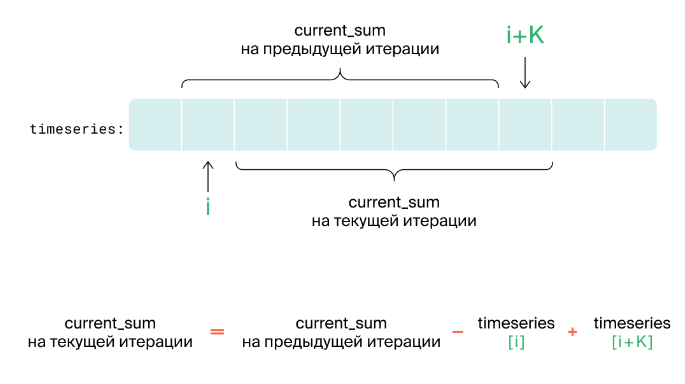 current_sum
на предыдущей итерации
i+K
timeseries:
i
current_sum
на текущей итерации
current_sum
на текущей итерации
=
current_sum
на предыдущей итерации
−
timeseries
[i]
+
timeseries
[i+K]